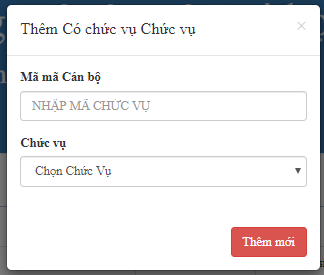 Thêm Có chức vụ Chức vụ
×
Mã mã Cán bộ
NHẬP MÃ CHỨC VỤ
Chức vụ
Chọn Chức Vụ
Thêm mới